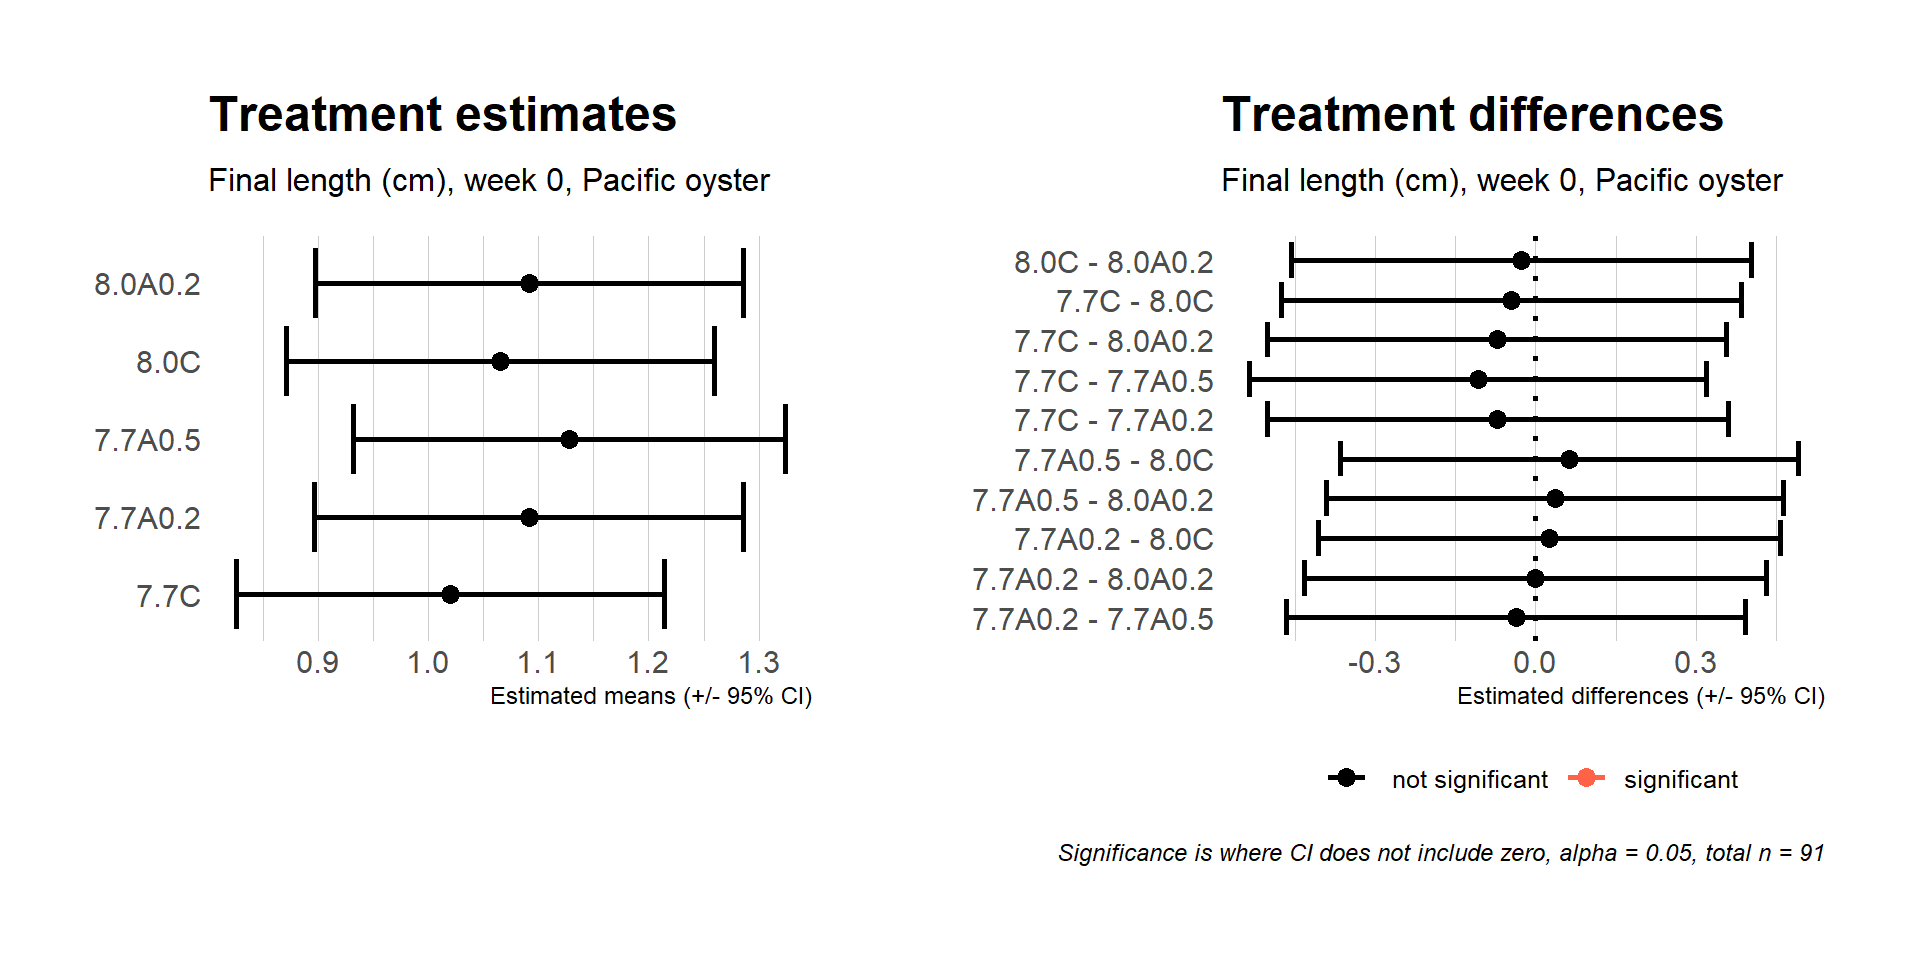 Treatment estimates
Final length (cm), week 0, Pacific oyster
8.0A0.2
8.0C
7.7A0.5
7.7A0.2
7.7C
0.9 1.0 1.1 1.2 1.3
Estimated means (+/- 95% CI)
Treatment differences
Final length (cm), week 0, Pacific oyster
8.0C - 8.0A0.2
7.7C - 8.0C
7.7C - 8.0A0.2
7.7C - 7.7A0.5
7.7C - 7.7A0.2
7.7A0.5 - 8.0C
7.7A0.5 - 8.0A0.2
7.7A0.2 - 8.0C
7.7A0.2 - 8.0A0.2
7.7A0.2 - 7.7A0.5
-0.3 0.0 0.3
Estimated differences (+/- 95% CI)
not significant significant
Significance is where CI does not include zero, alpha = 0.05, total n = 91